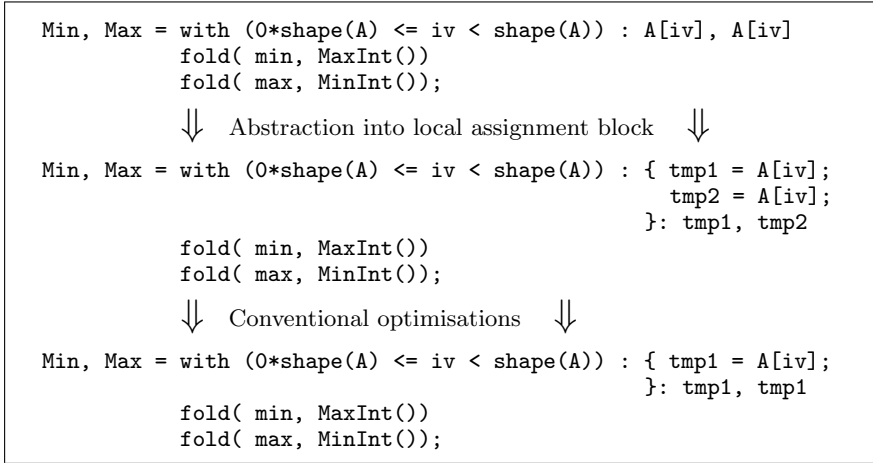 Min, Max = with (0*shape(A) <= iv < shape(A)) : A[iv], A[iv]
fold( min, MaxInt())
fold( max, MinInt());
⇓ Abstraction into local assignment block ⇓
Min, Max = with (0*shape(A) <= iv < shape(A)) : { tmp1 = A[iv];
tmp2 = A[iv];
}: tmp1, tmp2
fold( min, MaxInt())
fold( max, MinInt());
⇓ Conventional optimisations ⇓
Min, Max = with (0*shape(A) <= iv < shape(A)) : { tmp1 = A[iv];
}: tmp1, tmp1
fold( min, MaxInt())
fold( max, MinInt());